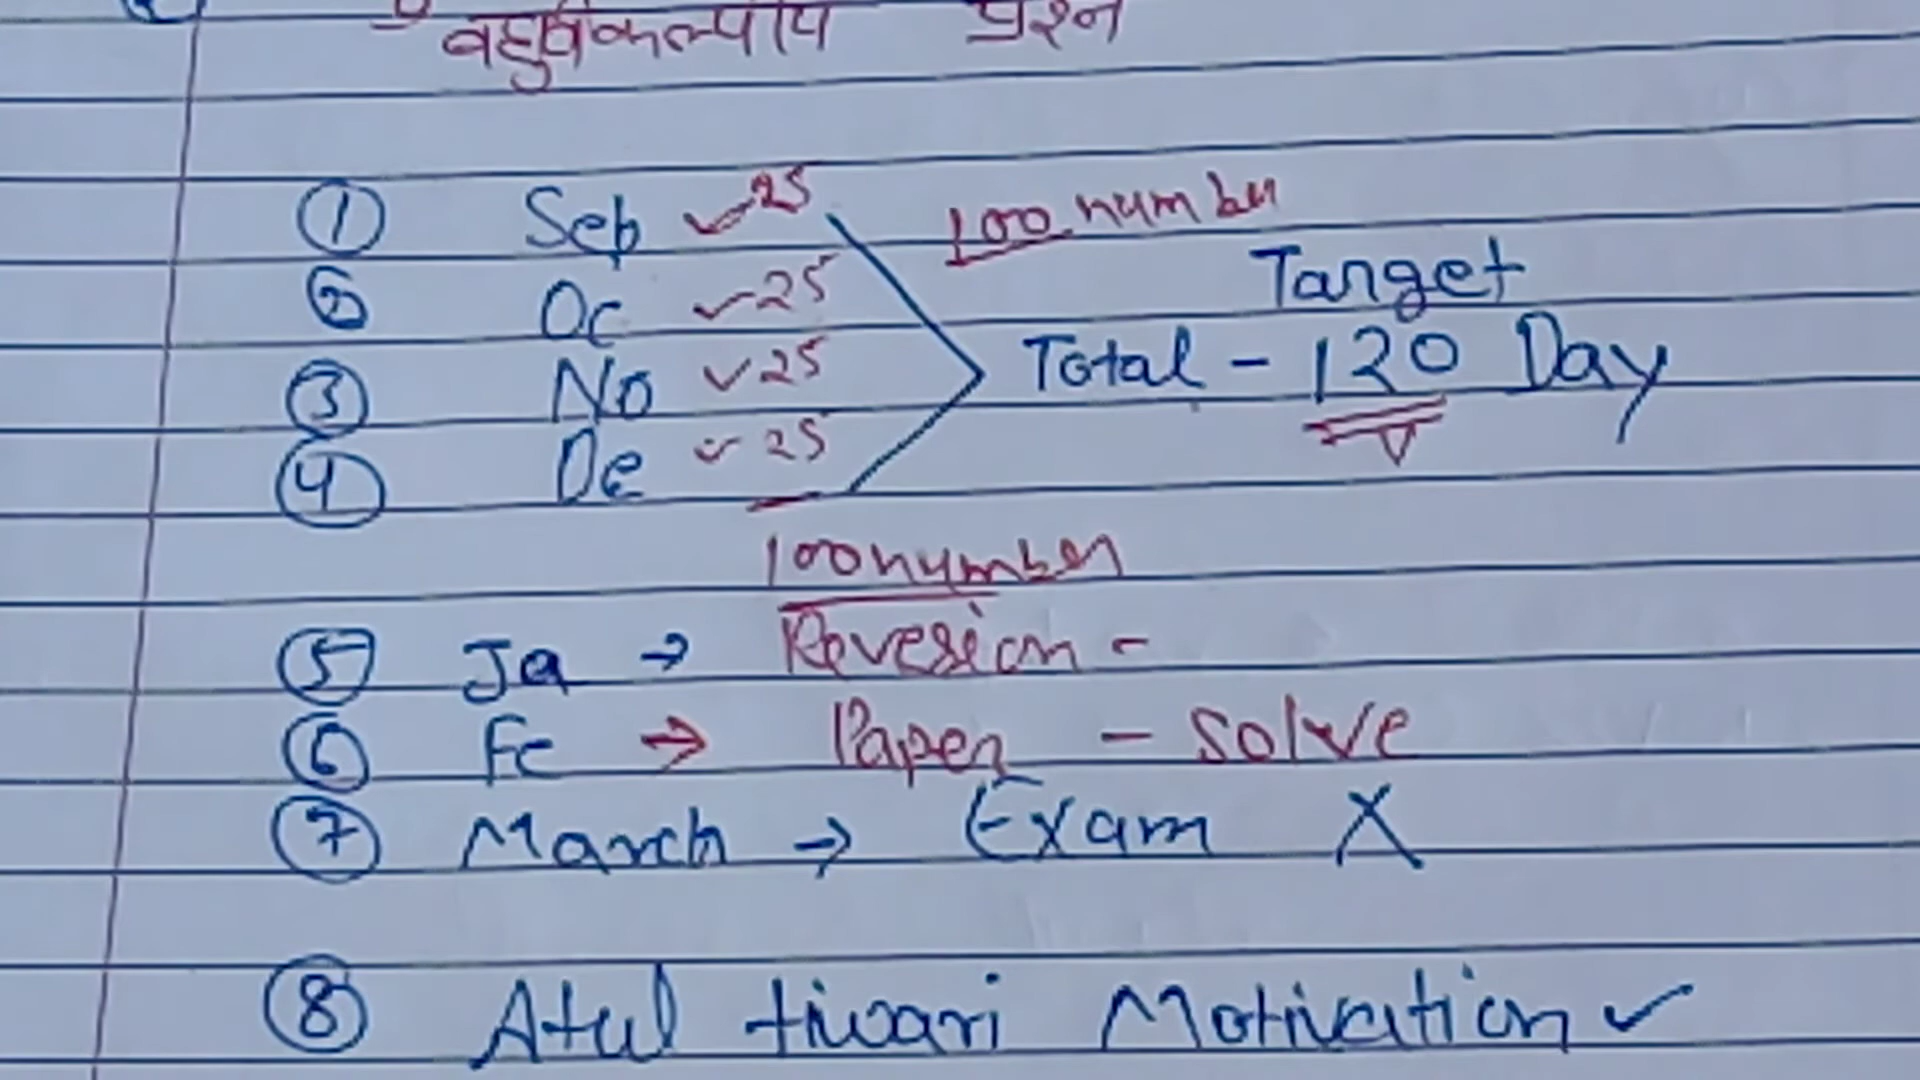 बहुविकल्पीय प्रश्न
① Sep ✓ 25 100 number
② Oc ✓ 25 Target
③ No ✓ 25 Total - 120 Day
④ De ✓ 25
100 number
⑤ Ja → Revesion -
⑥ Fe → Paper - Solve
⑦ March → Exam X
⑧ Atul tiwari Motivation ✓